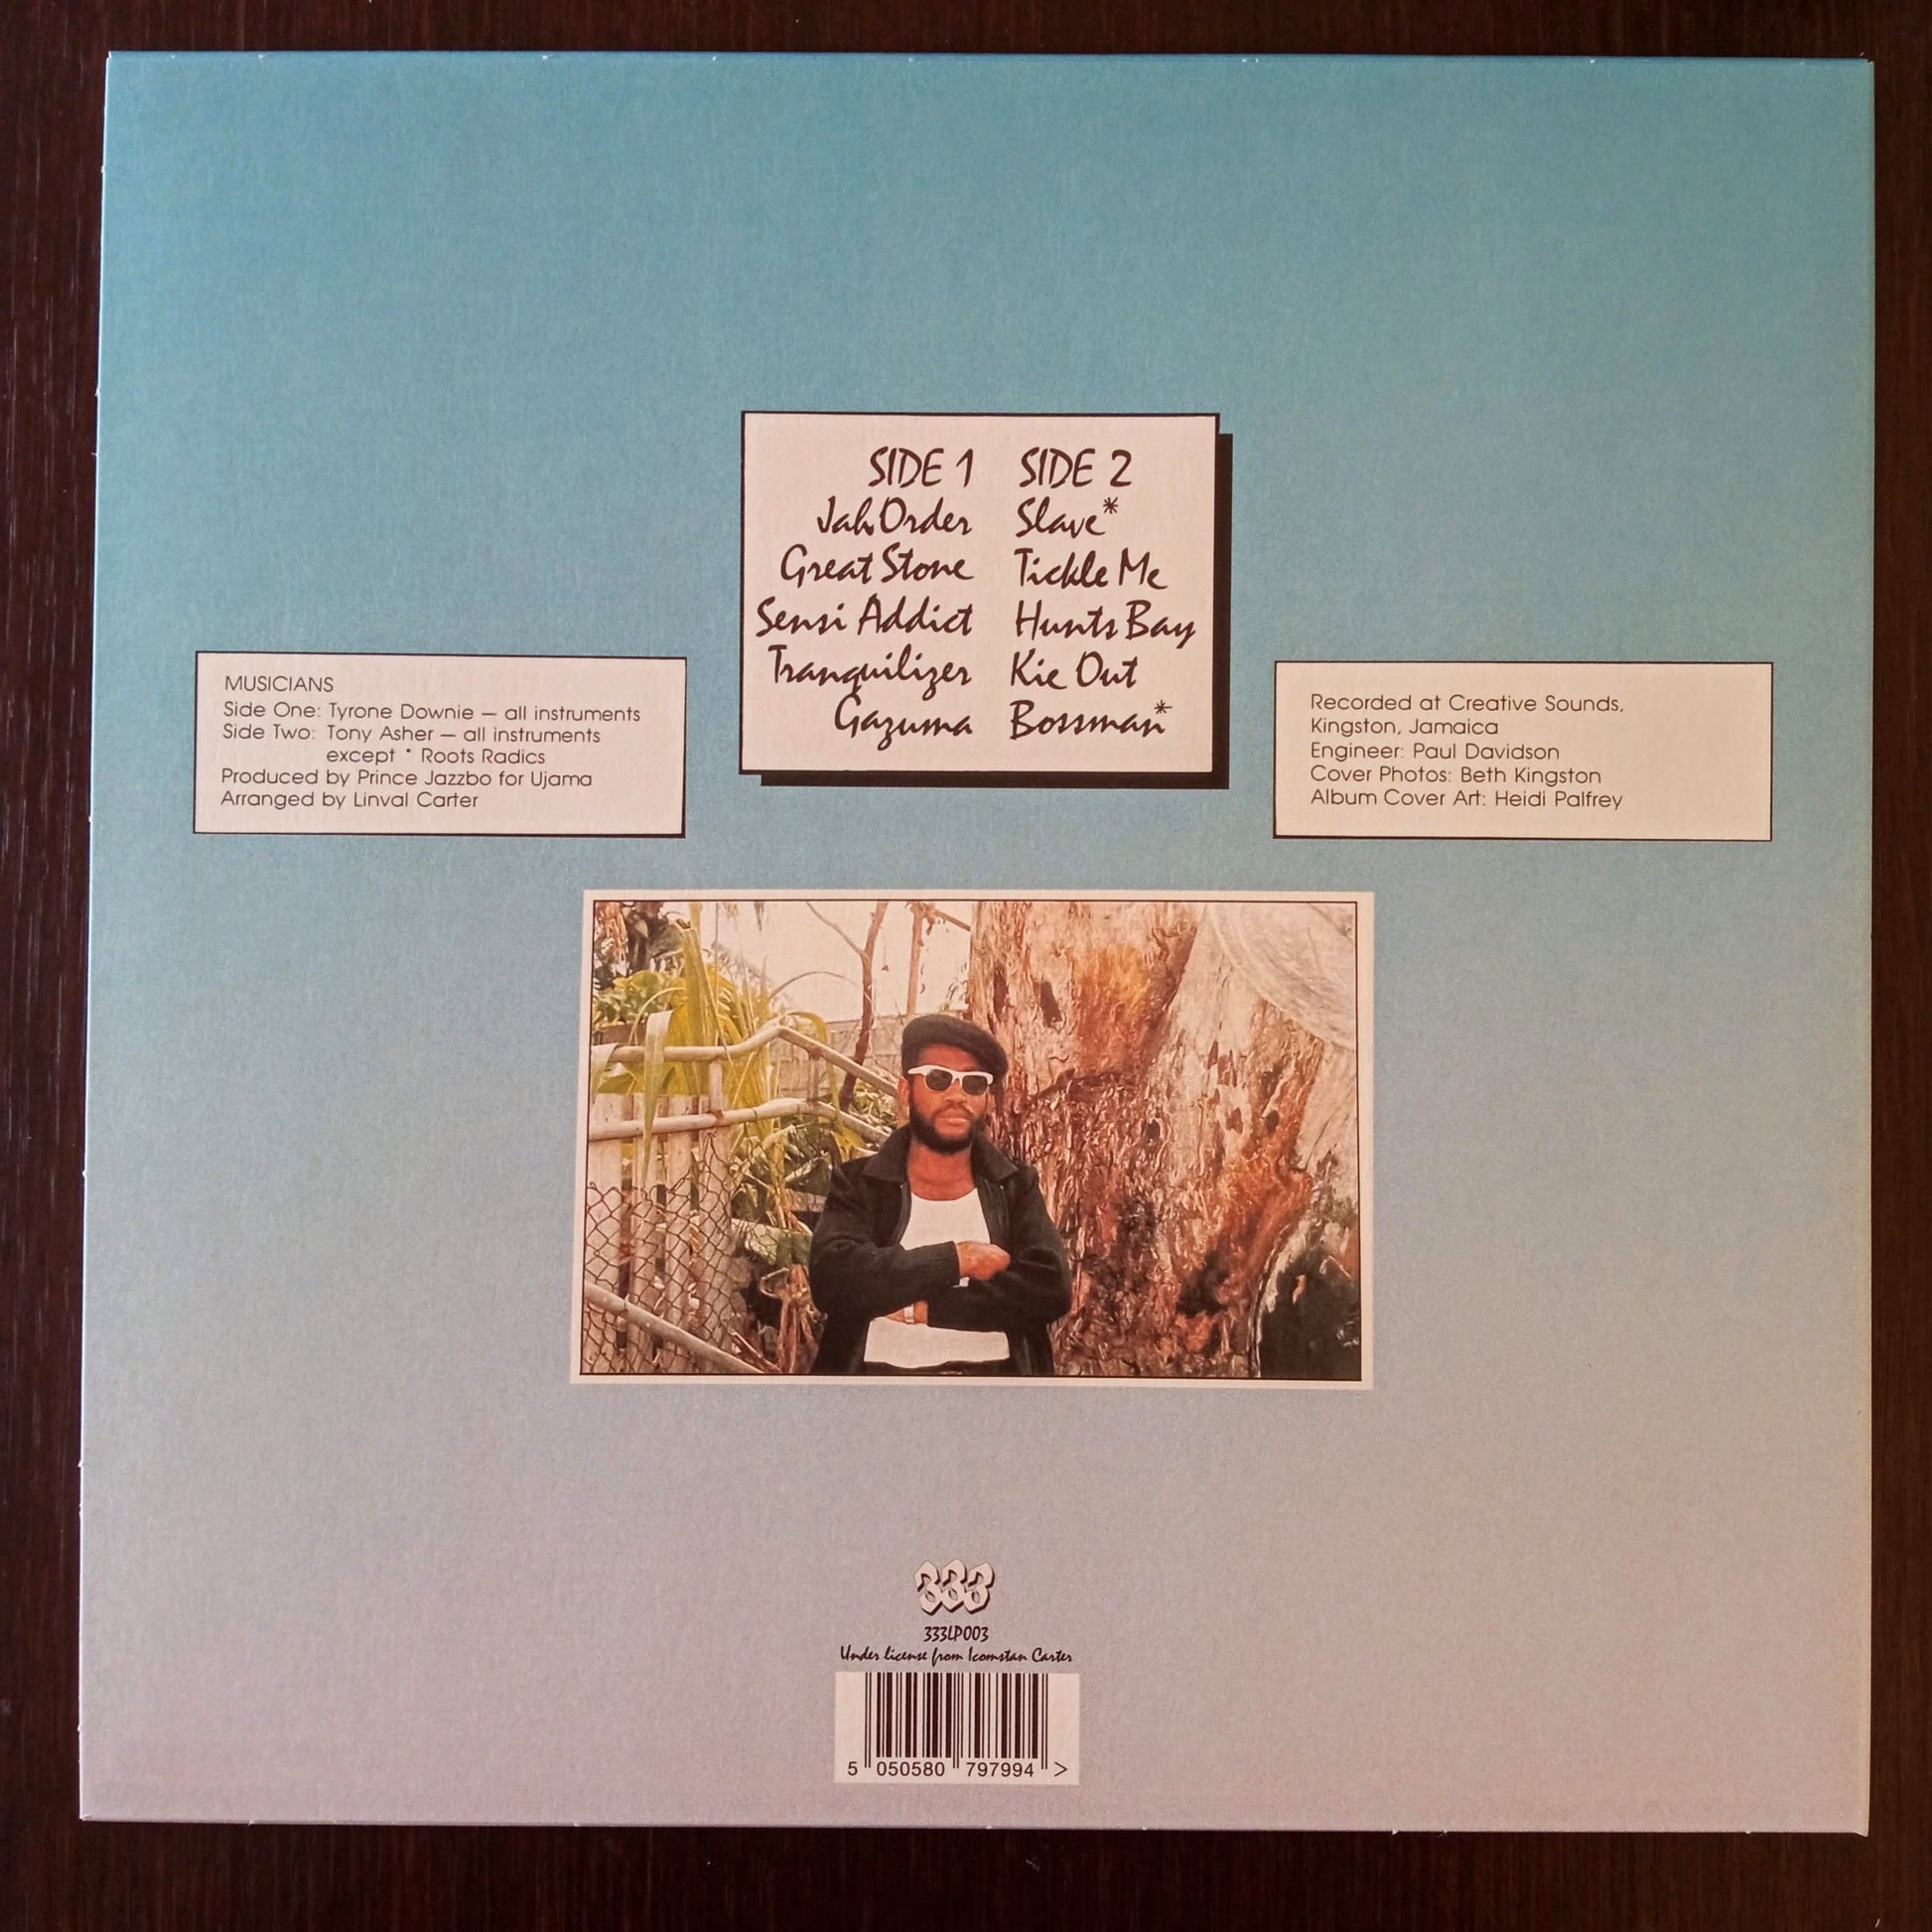 SIDE 1
Jah Order
Great Stone
Sensi Addict
Tranquilizer
Gazuma
SIDE 2
Slave*
Tickle Me
Hunts Bay
Kie Out
Bossman*
MUSICIANS
Side One: Tyrone Downie — all instruments
Side Two: Tony Asher — all instruments
except * Roots Radics
Produced by Prince Jazzbo for Ujama
Arranged by Linval Carter
Recorded at Creative Sounds,
Kingston, Jamaica
Engineer: Paul Davidson
Cover Photos: Beth Kingston
Album Cover Art: Heidi Palfrey
333
333LP003
Under license from Icomstan Carter
5 050580 797994 >